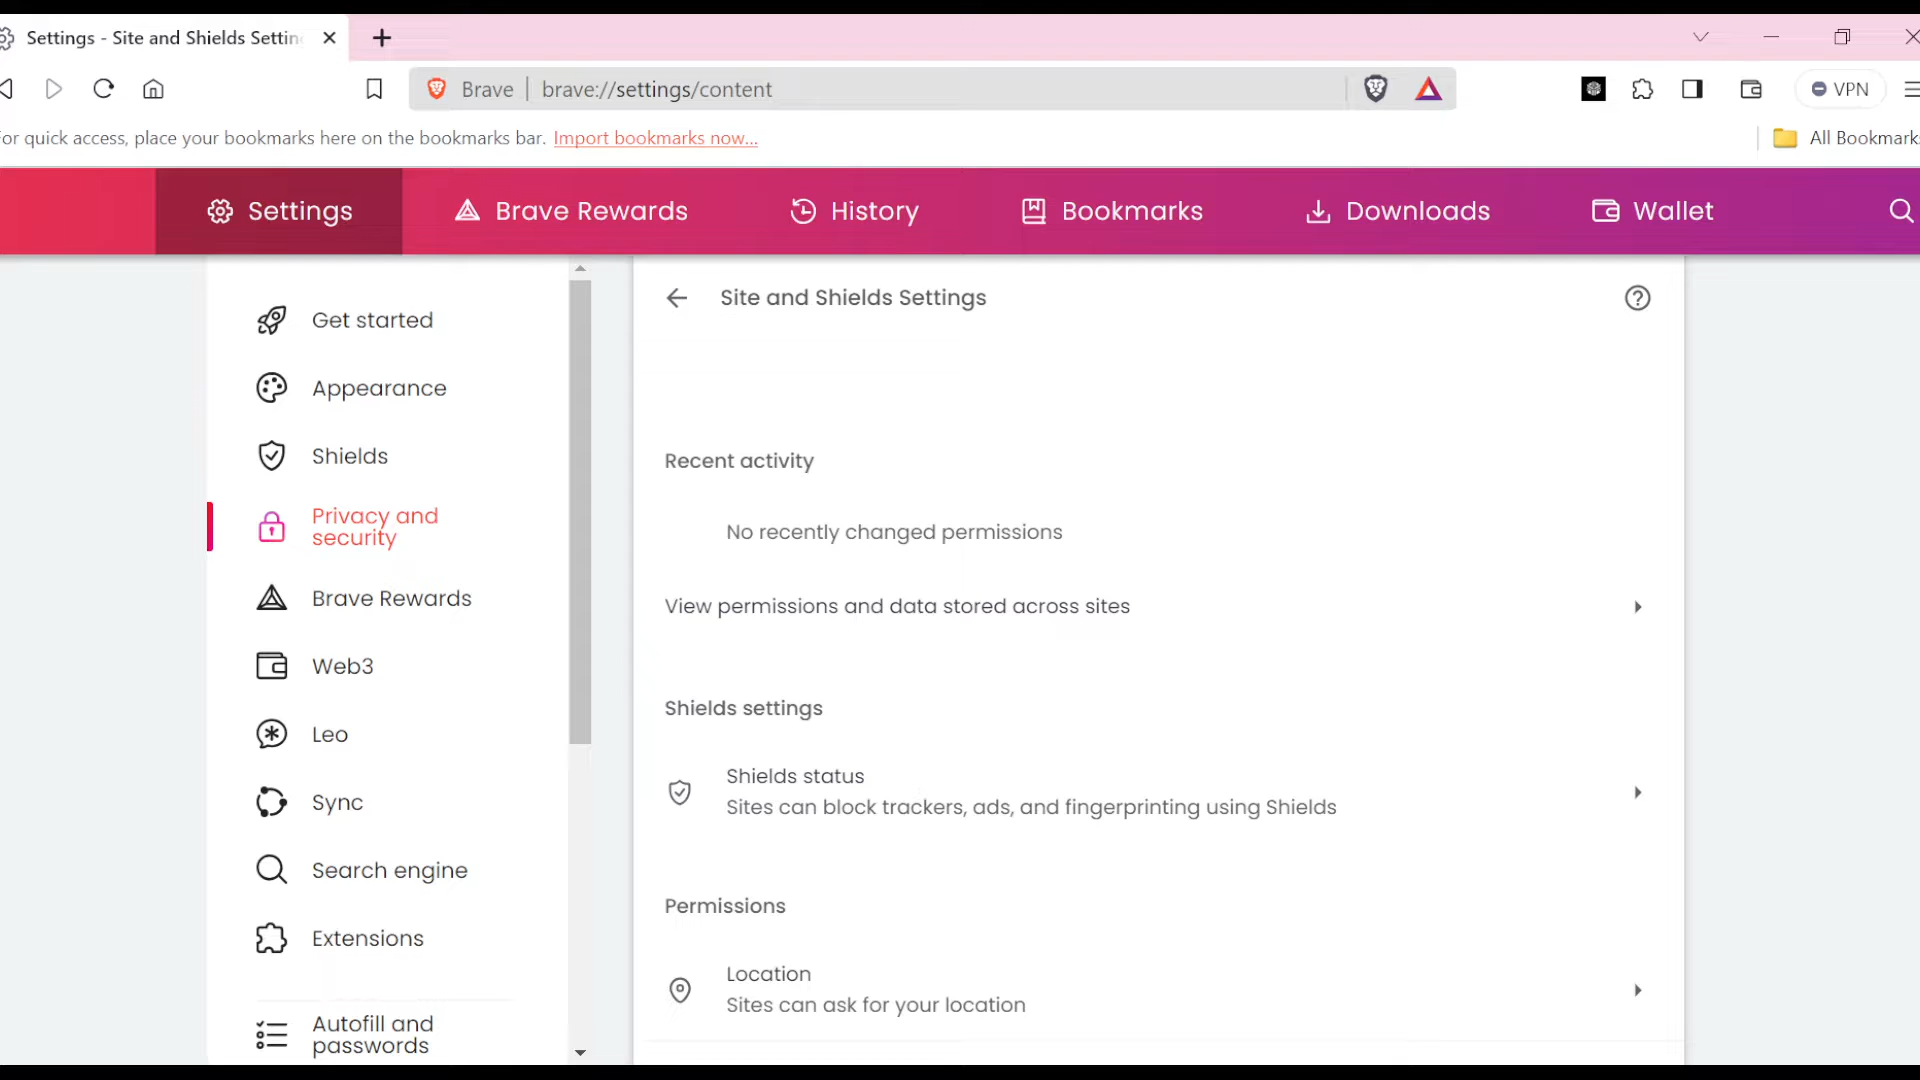 Settings - Site and Shields Settin
Brave
brave://settings/content
VPN
or quick access, place your bookmarks here on the bookmarks bar. Import bookmarks now...
All Bookmarks
Settings
Brave Rewards
History
Bookmarks
Downloads
Wallet
Get started
Appearance
Shields
Privacy and
security
Brave Rewards
Web3
Leo
Sync
Search engine
Extensions
Autofill and
passwords
Site and Shields Settings
Recent activity
No recently changed permissions
View permissions and data stored across sites
Shields settings
Shields status
Sites can block trackers, ads, and fingerprinting using Shields
Permissions
Location
Sites can ask for your location